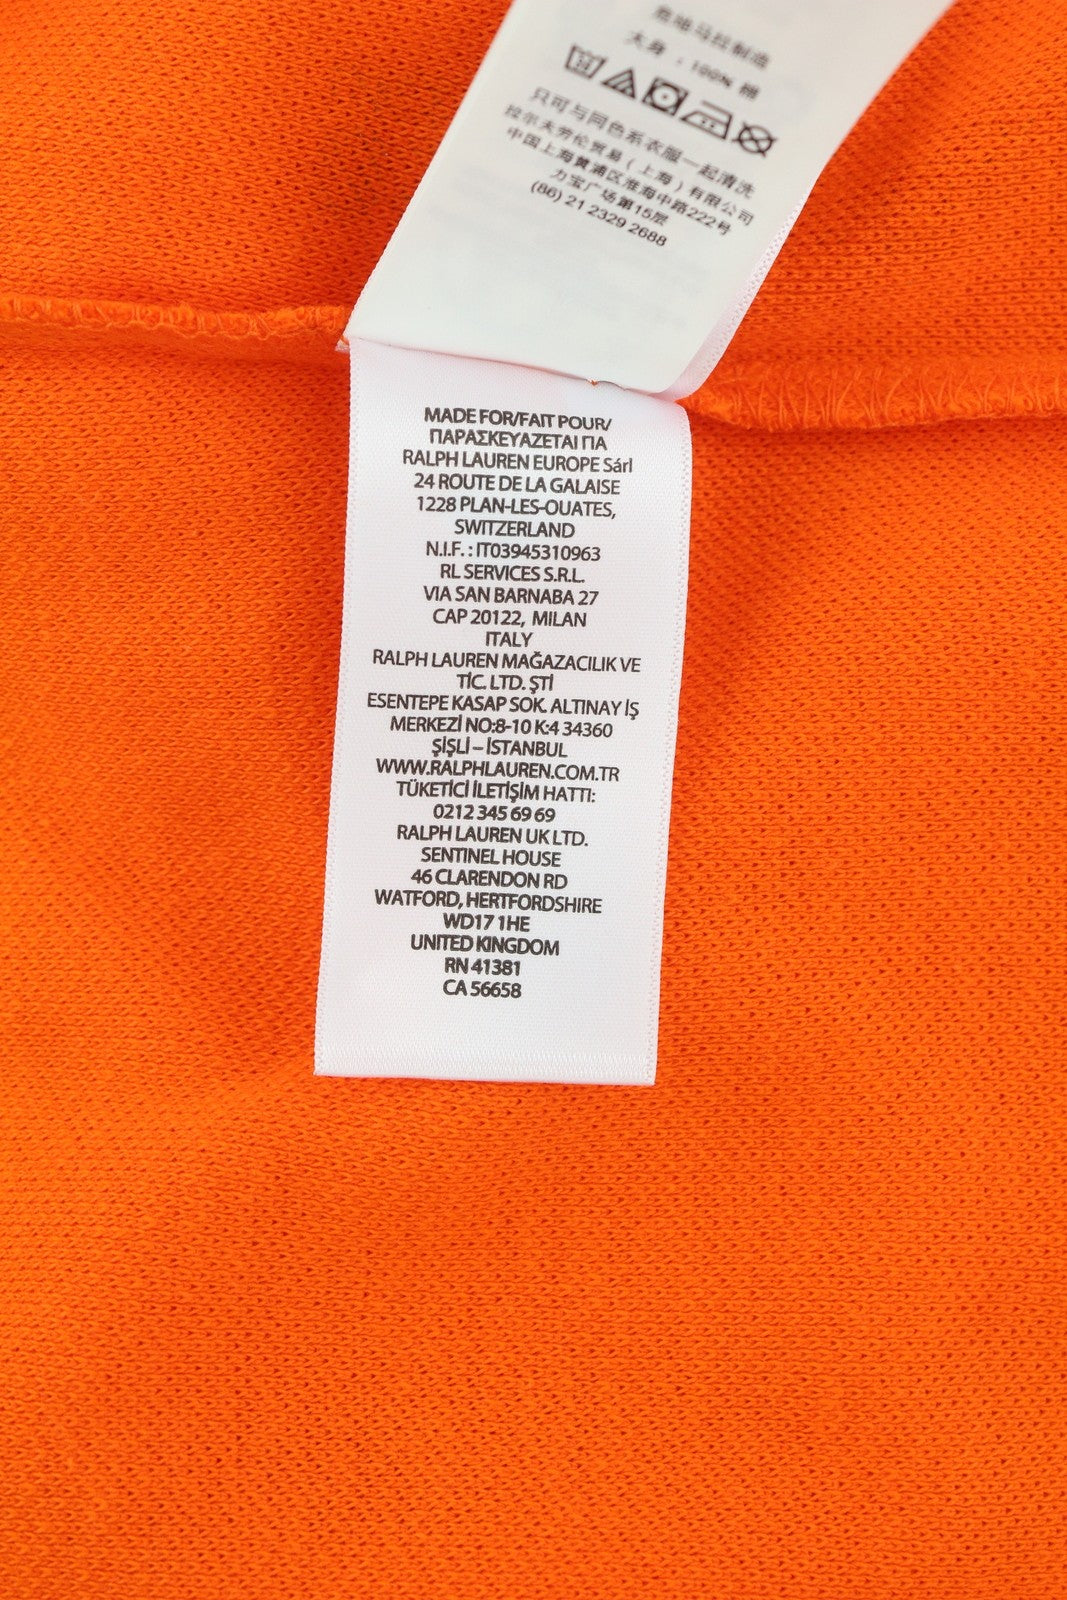 危地马拉制造
大身：100% 棉
只可与同色系衣服一起清洗
拉尔夫劳伦贸易（上海）有限公司
中国上海黄浦区淮海中路222号
力宝广场第15层
(86) 21 2329 2688
MADE FOR/FAIT POUR/
ΠΑΡΑΣΚΕΥΑΖΕΤΑΙ ΓΙΑ
RALPH LAUREN EUROPE Sárl
24 ROUTE DE LA GALAISE
1228 PLAN-LES-OUATES,
SWITZERLAND
N.I.F. : IT03945310963
RL SERVICES S.R.L.
VIA SAN BARNABA 27
CAP 20122, MILAN
ITALY
RALPH LAUREN MAĞAZACILIK VE
TİC. LTD. ŞTİ
ESENTEPE KASAP SOK. ALTINAY İŞ
MERKEZİ NO:8-10 K:4 34360
ŞİŞLİ – İSTANBUL
WWW.RALPHLAUREN.COM.TR
TÜKETİCİ İLETİŞİM HATTI:
0212 345 69 69
RALPH LAUREN UK LTD.
SENTINEL HOUSE
46 CLARENDON RD
WATFORD, HERTFORDSHIRE
WD17 1HE
UNITED KINGDOM
RN 41381
CA 56658